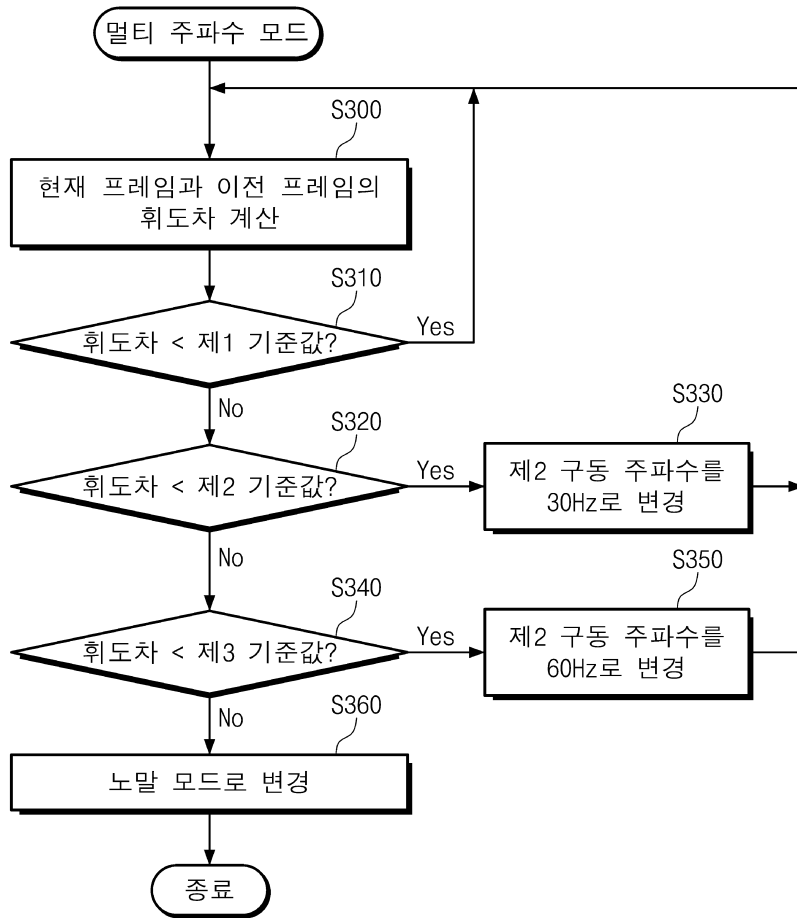 멀티 주파수 모드
S300
현재 프레임과 이전 프레임의
휘도차 계산
S310
휘도차 < 제1 기준값?
Yes
No
S320
휘도차 < 제2 기준값?
Yes
S330
제2 구동 주파수를
30Hz로 변경
No
S340
휘도차 < 제3 기준값?
Yes
S350
제2 구동 주파수를
60Hz로 변경
No
S360
노말 모드로 변경
종료